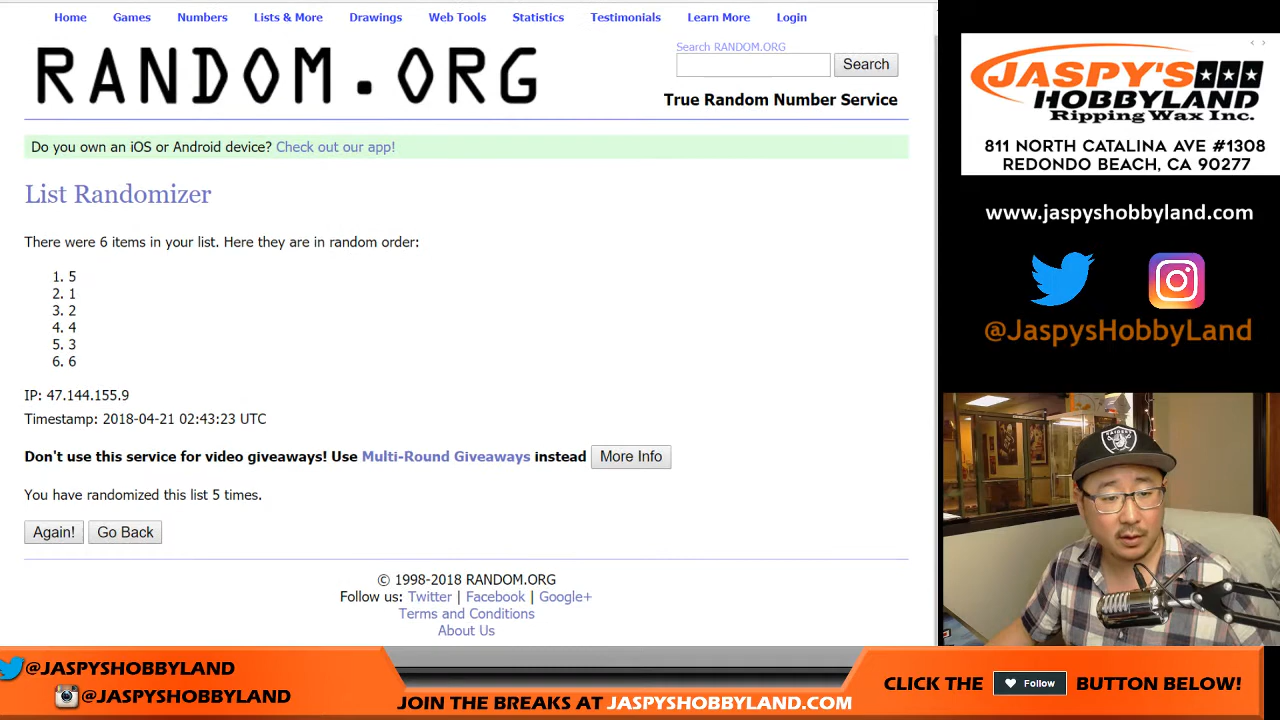 Home Games Numbers Lists & More Drawings Web Tools Statistics Testimonials Learn More Login
RANDOM.ORG
Search RANDOM.ORG
Search
True Random Number Service
Do you own an iOS or Android device? Check out our app!
List Randomizer
There were 6 items in your list. Here they are in random order:
1. 5
2. 1
3. 2
4. 4
5. 3
6. 6
IP: 47.144.155.9
Timestamp: 2018-04-21 02:43:23 UTC
Don't use this service for video giveaways! Use Multi-Round Giveaways instead More Info
You have randomized this list 5 times.
Again! Go Back
© 1998-2018 RANDOM.ORG
Follow us: Twitter | Facebook | Google+
Terms and Conditions
About Us
JASPY'S
HOBBYLAND
Ripping Wax Inc.
811 NORTH CATALINA AVE #1308
REDONDO BEACH, CA 90277
www.jaspyshobbyland.com
@JaspysHobbyLand
RAIDERS
@JASPYSHOBBYLAND
@JASPYSHOBBYLAND
JOIN THE BREAKS AT JASPYSHOBBYLAND.COM
CLICK THE Follow BUTTON BELOW!